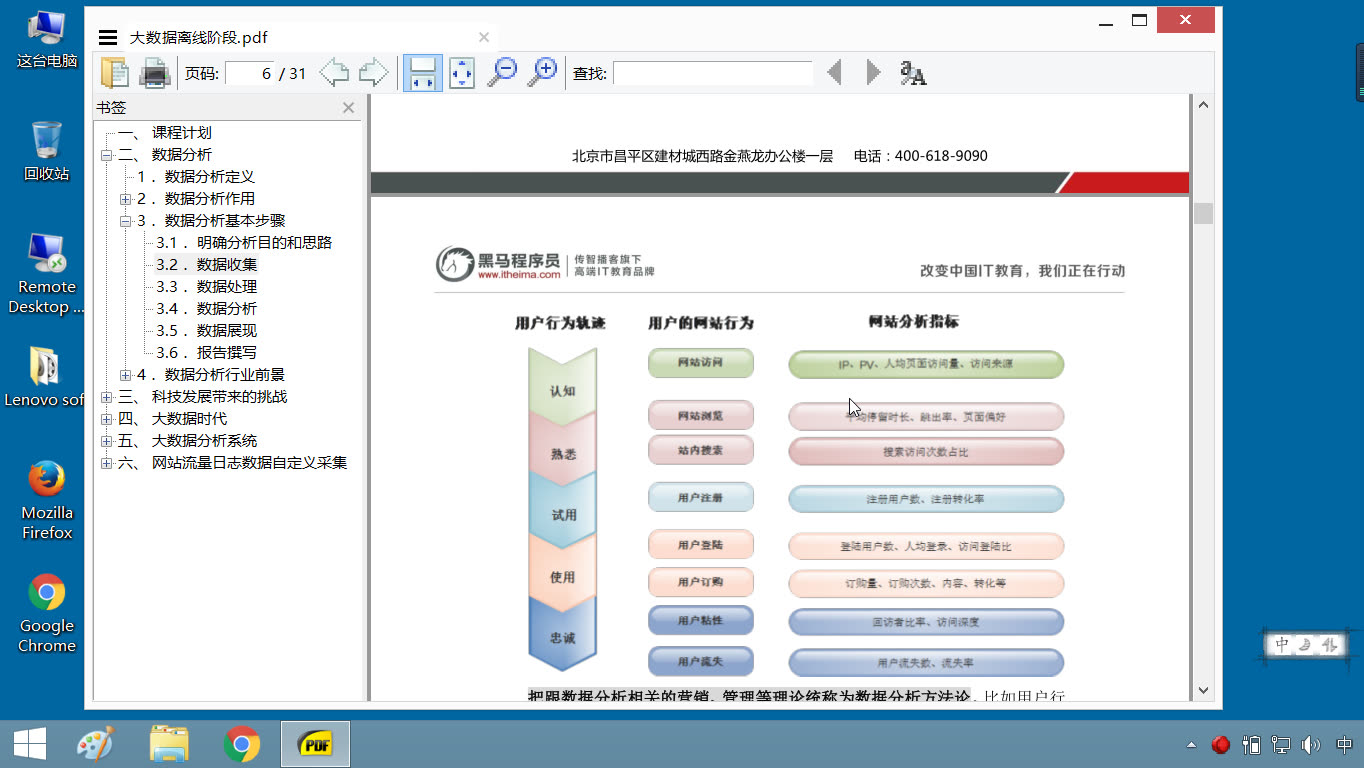 这台电脑
回收站
Remote
Desktop ...
Lenovo sof
Mozilla
Firefox
Google
Chrome
大数据离线阶段.pdf
页码: 6 / 31
查找:
书签
一、 课程计划
二、 数据分析
1． 数据分析定义
2． 数据分析作用
3． 数据分析基本步骤
3.1． 明确分析目的和思路
3.2． 数据收集
3.3． 数据处理
3.4． 数据分析
3.5． 数据展现
3.6． 报告撰写
4． 数据分析行业前景
三、 科技发展带来的挑战
四、 大数据时代
五、 大数据分析系统
六、 网站流量日志数据自定义采集
北京市昌平区建材城西路金燕龙办公楼一层 电话：400-618-9090
黑马程序员
www.itheima.com
传智播客旗下
高端IT教育品牌
改变中国IT教育，我们正在行动
用户行为轨迹 用户的网站行为 网站分析指标
认知
熟悉
试用
使用
忠诚
网站访问 IP、PV、人均页面访问量、访问来源
网站浏览 平均停留时长、跳出率、页面偏好
站内搜索 搜索访问次数占比
用户注册 注册用户数、注册转化率
用户登陆 登陆用户数、人均登录、访问登陆比
用户订购 订购量、订购次数、内容、转化等
用户粘性 回访者比率、访问深度
用户流失 用户流失数、流失率
把跟数据分析相关的营销、管理等理论统称为数据分析方法论。比如用户行
PDF
中
中